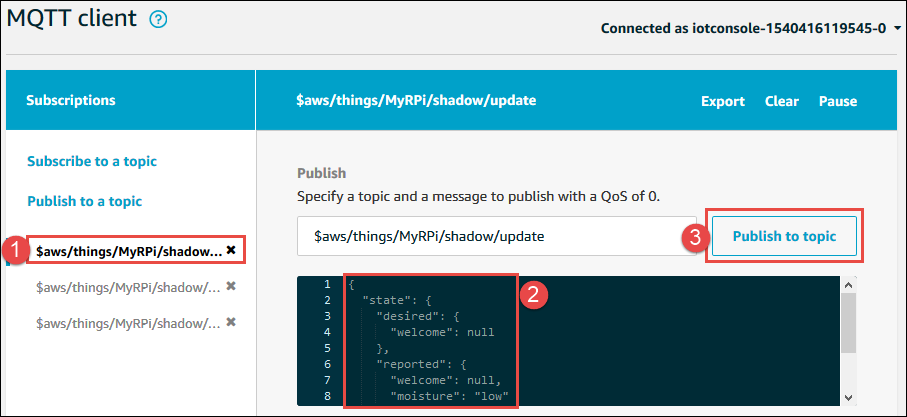 MQTT client ?
Connected as iotconsole-1540416119545-0
Subscriptions
$aws/things/MyRPi/shadow/update
Export Clear Pause
Subscribe to a topic
Publish to a topic
1
$aws/things/MyRPi/shadow... ✖
$aws/things/MyRPi/shadow/... ✖
$aws/things/MyRPi/shadow/... ✖
Publish
Specify a topic and a message to publish with a QoS of 0.
$aws/things/MyRPi/shadow/update
3
Publish to topic
2
1 {
2 "state": {
3 "desired": {
4 "welcome": null
5 },
6 "reported": {
7 "welcome": null,
8 "moisture": "low"